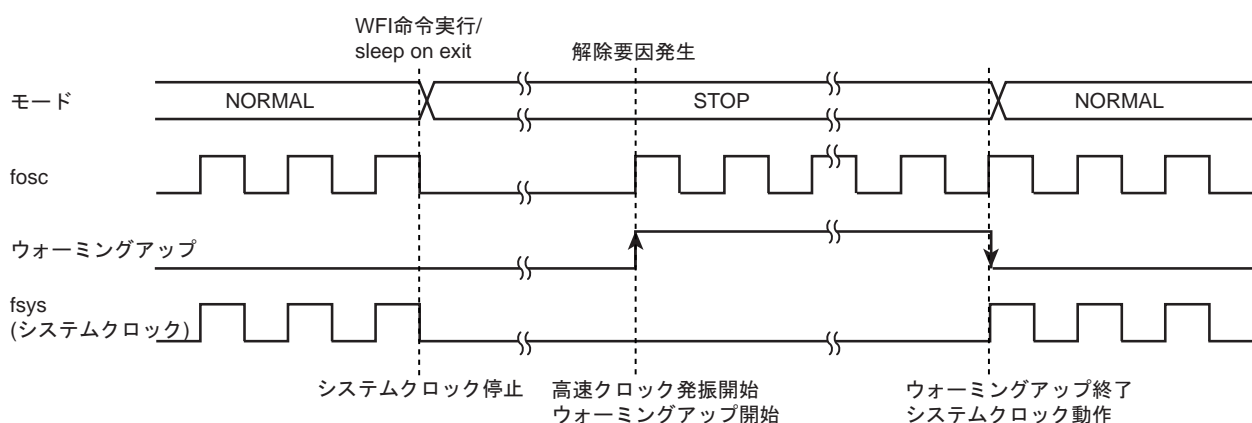 WFI命令実行/
sleep on exit
解除要因発生
モード
NORMAL
STOP
NORMAL
fosc
ウォーミングアップ
fsys
(システムクロック)
システムクロック停止
高速クロック発振開始
ウォーミングアップ開始
ウォーミングアップ終了
システムクロック動作